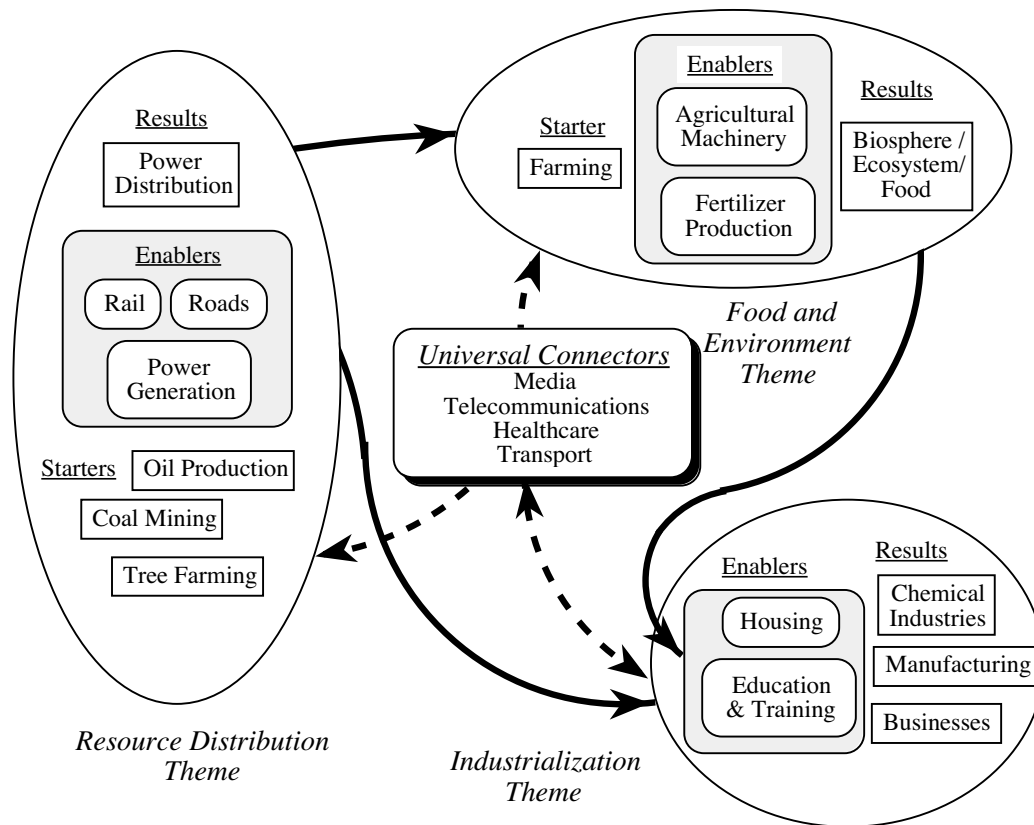 Results
Power
Distribution
Enablers
Rail
Roads
Power
Generation
Starters
Oil Production
Coal Mining
Tree Farming
Resource Distribution
Theme
Starter
Farming
Enablers
Agricultural
Machinery
Fertilizer
Production
Results
Biosphere /
Ecosystem/
Food
Food and
Environment
Theme
Universal Connectors
Media
Telecommunications
Healthcare
Transport
Enablers
Housing
Education
& Training
Results
Chemical
Industries
Manufacturing
Businesses
Industrialization
Theme